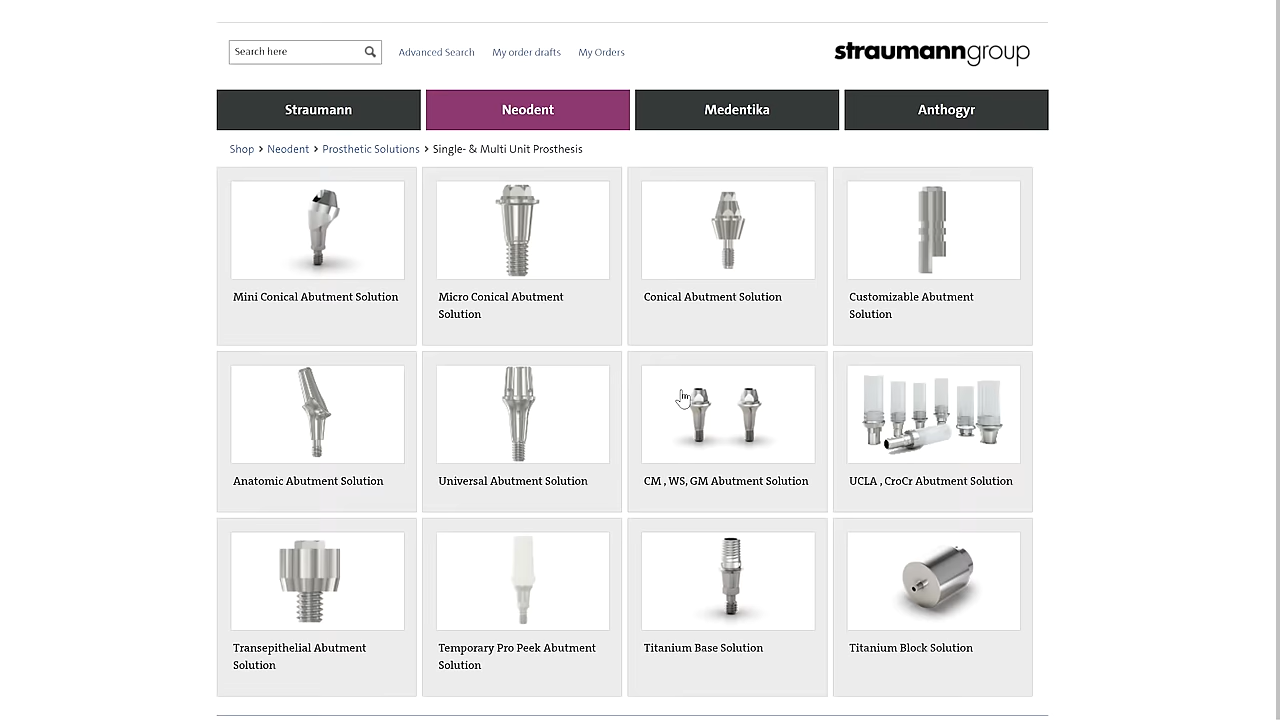 Search here
Advanced Search
My order drafts
My Orders
straumanngroup
Straumann
Neodent
Medentika
Anthogyr
Shop > Neodent > Prosthetic Solutions > Single- & Multi Unit Prosthesis
Mini Conical Abutment Solution
Micro Conical Abutment
Solution
Conical Abutment Solution
Customizable Abutment
Solution
Anatomic Abutment Solution
Universal Abutment Solution
CM , WS, GM Abutment Solution
UCLA , CroCr Abutment Solution
Transepithelial Abutment
Solution
Temporary Pro Peek Abutment
Solution
Titanium Base Solution
Titanium Block Solution